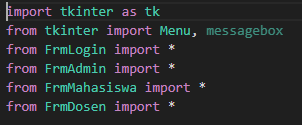 import tkinter as tk
from tkinter import Menu, messagebox
from FrmLogin import *
from FrmAdmin import *
from FrmMahasiswa import *
from FrmDosen import *